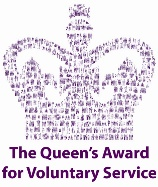 The Queen's Award
for Voluntary Service